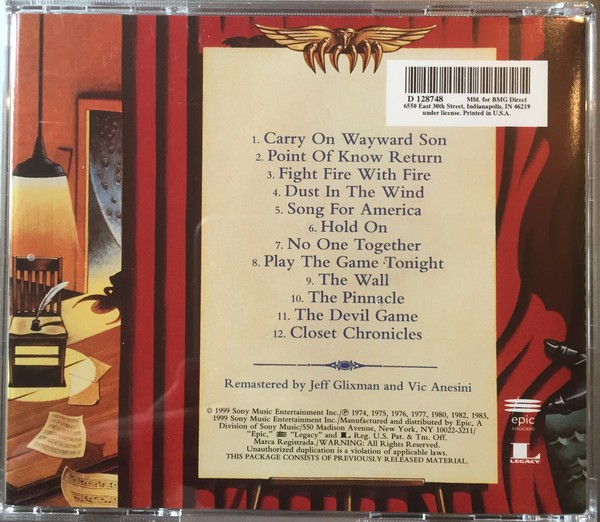 D 128748 Mfd. for BMG Direct
6550 East 30th Street, Indianapolis, IN 46219
under license. Printed in U.S.A.
1. Carry On Wayward Son
2. Point Of Know Return
3. Fight Fire With Fire
4. Dust In The Wind
5. Song For America
6. Hold On
7. No One Together
8. Play The Game Tonight
9. The Wall
10. The Pinnacle
11. The Devil Game
12. Closet Chronicles
Remastered by Jeff Glixman and Vic Anesini
© 1999 Sony Music Entertainment Inc./℗ 1974, 1975, 1976, 1977, 1980, 1982, 1983,
1999 Sony Music Entertainment Inc./Manufactured and distributed by Epic, A
Division of Sony Music/550 Madison Avenue, New York, NY 10022-3211/
"Epic," "Legacy" and L Reg. U.S. Pat. & Tm. Off.
Marca Registrada./WARNING: All Rights Reserved.
Unauthorized duplication is a violation of applicable laws.
THIS PACKAGE CONSISTS OF PREVIOUSLY RELEASED MATERIAL.
epic
L
LEGACY